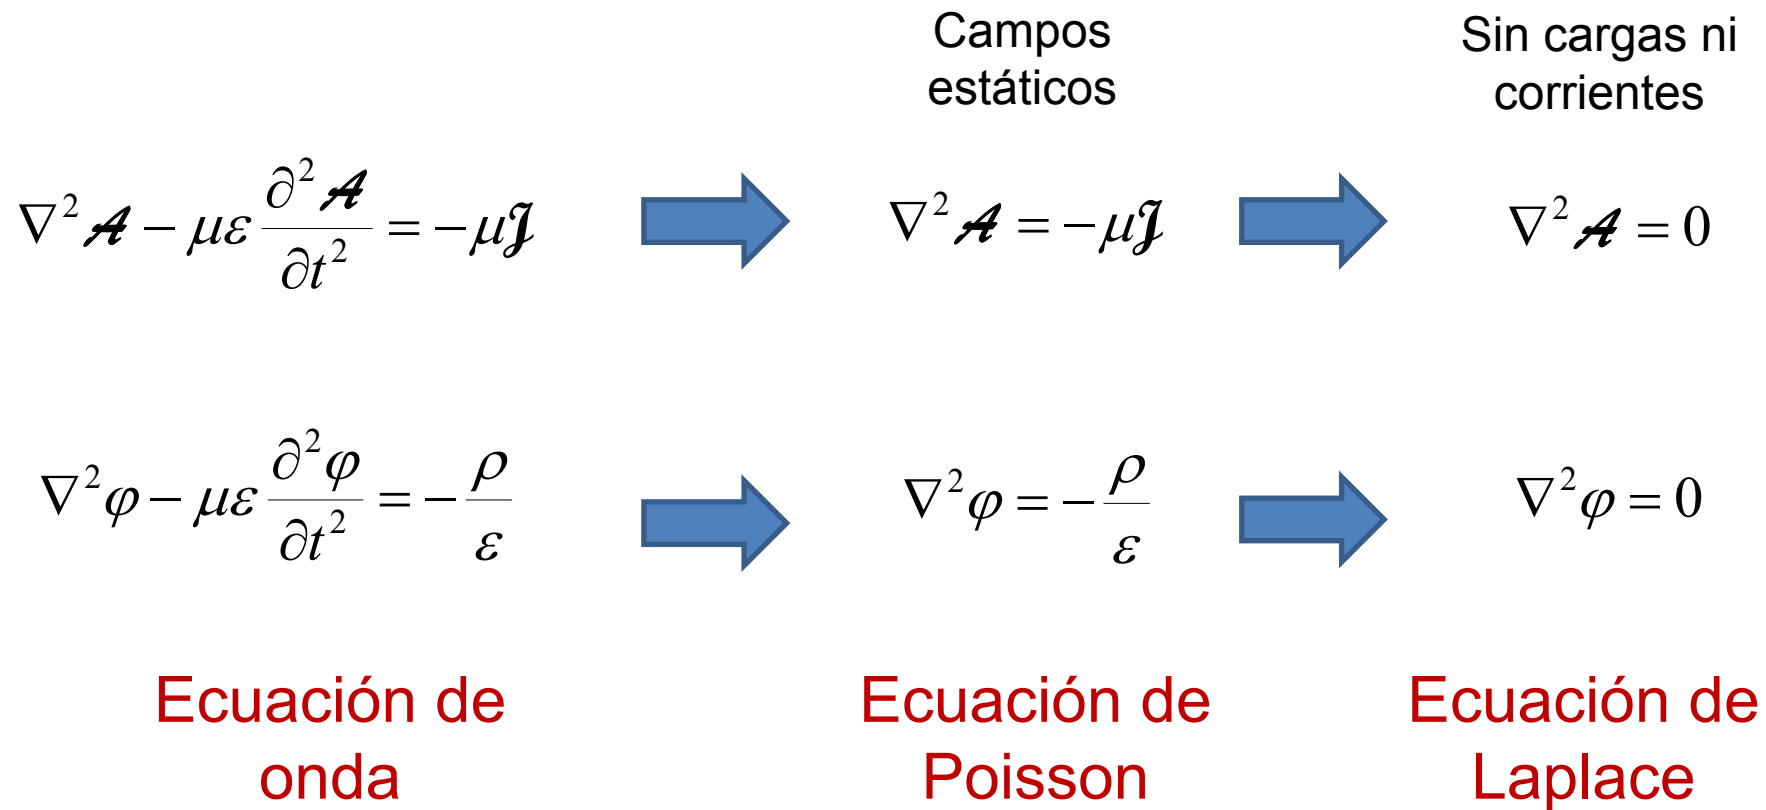 Campos
estáticos
Sin cargas ni
corrientes
∇²𝓐 − με ∂²𝓐/∂t² = −μ𝓙
∇²𝓐 = −μ𝓙
∇²𝓐 = 0
∇²φ − με ∂²φ/∂t² = − ρ/ε
∇²φ = − ρ/ε
∇²φ = 0
Ecuación de
onda
Ecuación de
Poisson
Ecuación de
Laplace